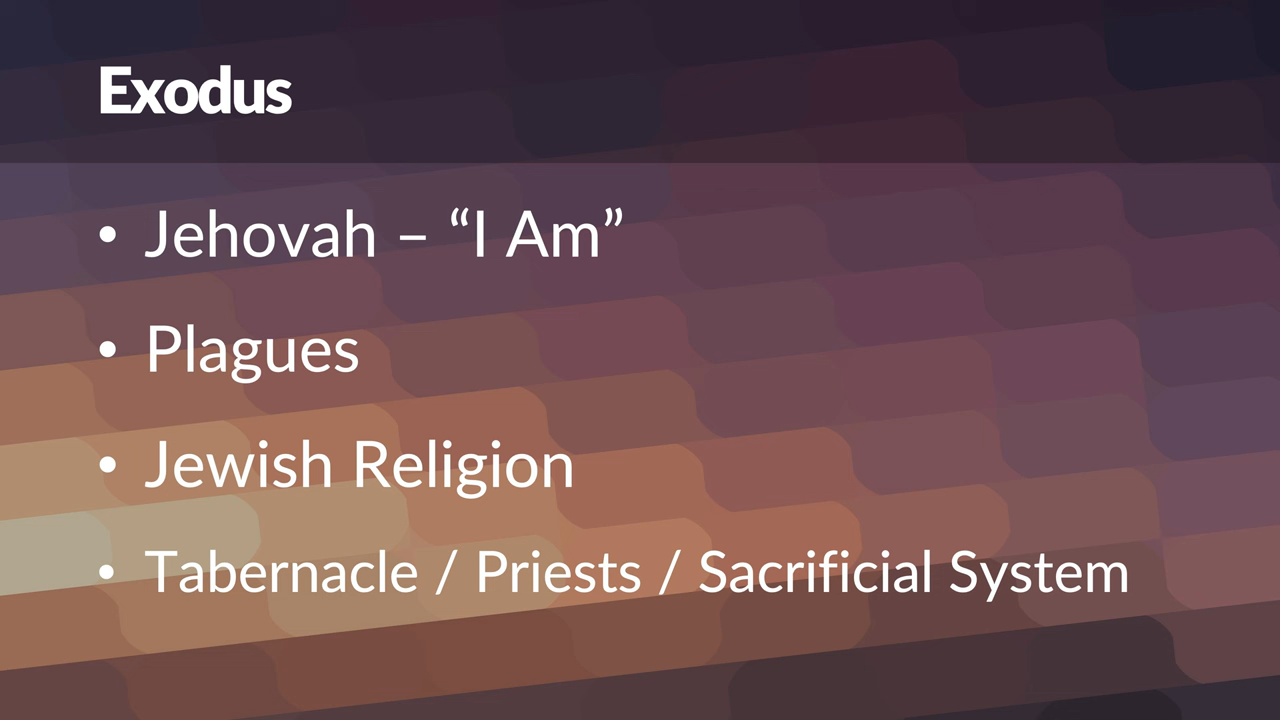 Exodus
• Jehovah – “I Am”
• Plagues
• Jewish Religion
• Tabernacle / Priests / Sacrificial System